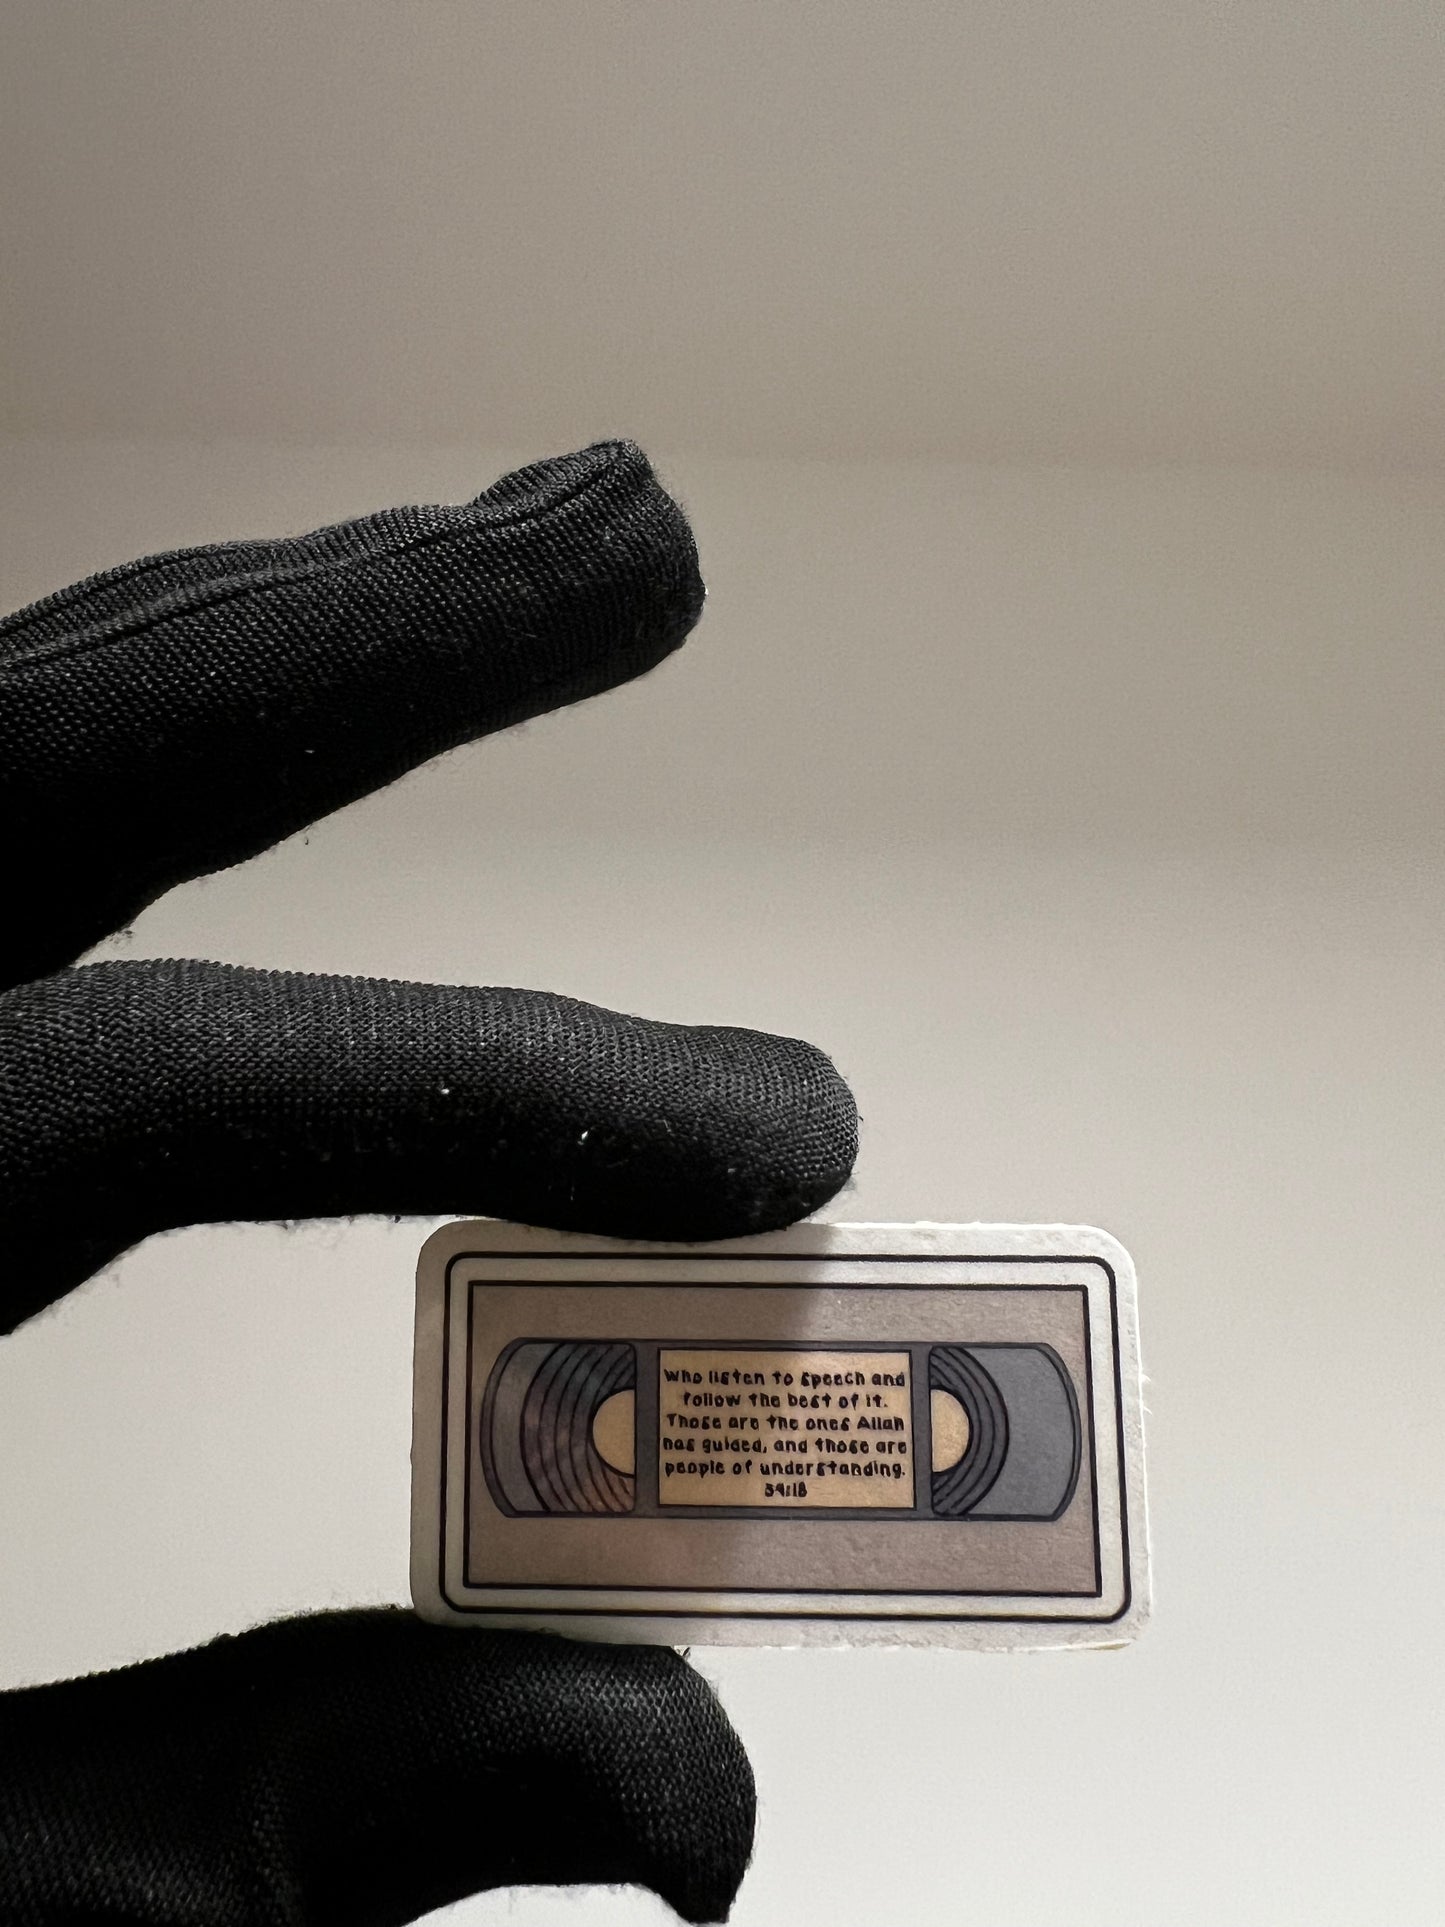 Who listen to speech and
follow the best of it.
Those are the ones Allah
has guided, and those are
people of understanding.
39:18